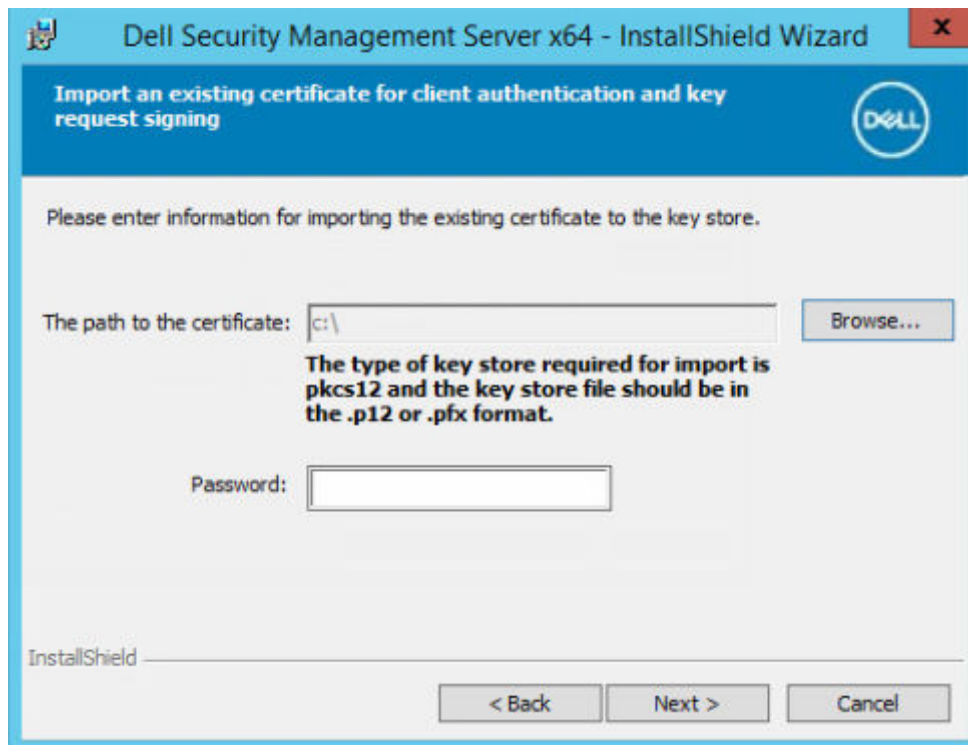 Dell Security Management Server x64 - InstallShield Wizard
x
Import an existing certificate for client authentication and key
request signing
DELL
Please enter information for importing the existing certificate to the key store.
The path to the certificate: c:\ Browse...
The type of key store required for import is
pkcs12 and the key store file should be in
the .p12 or .pfx format.
Password:
InstallShield
< Back Next > Cancel